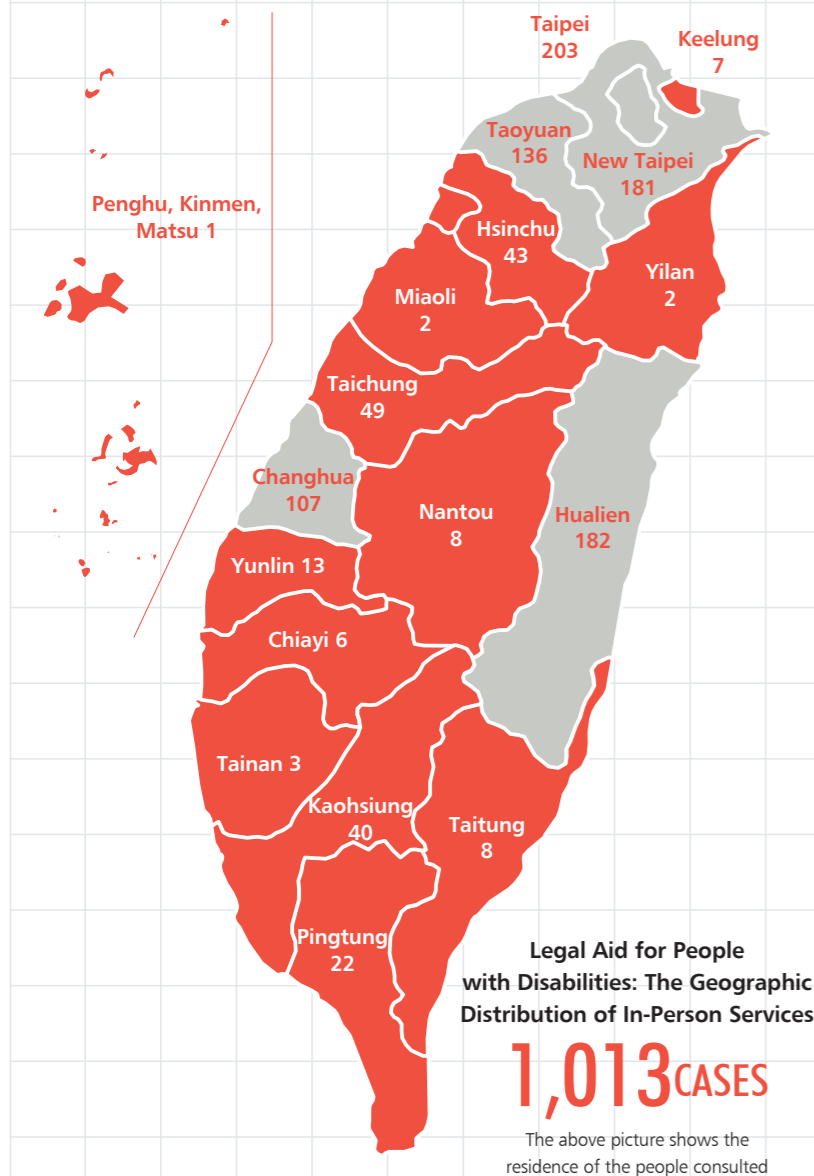 Taipei
203
Keelung
7
Taoyuan
136
New Taipei
181
Penghu, Kinmen,
Matsu 1
Hsinchu
43
Yilan
2
Miaoli
2
Taichung
49
Changhua
107
Nantou
8
Hualien
182
Yunlin 13
Chiayi 6
Tainan 3
Kaohsiung
40
Taitung
8
Pingtung
22
Legal Aid for People
with Disabilities: The Geographic
Distribution of In-Person Services
1,013 CASES
The above picture shows the
residence of the people consulted